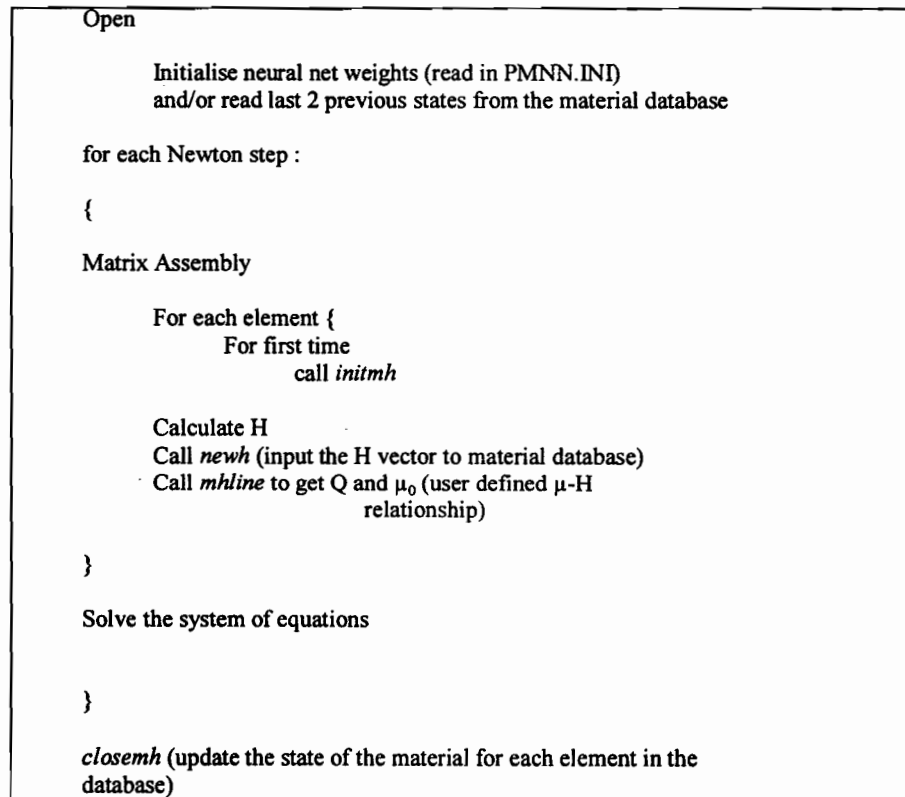 Open
Initialise neural net weights (read in PMNN.INI)
and/or read last 2 previous states from the material database
for each Newton step :
{
Matrix Assembly
For each element {
For first time
call initmh
Calculate H
Call newh (input the H vector to material database)
Call mhline to get Q and μ₀ (user defined μ-H
relationship)
}
Solve the system of equations
}
closemh (update the state of the material for each element in the
database)